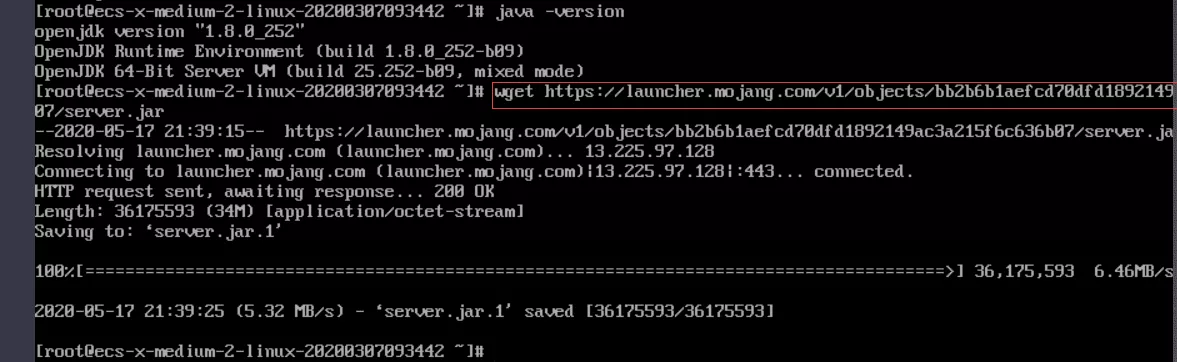 [root@ecs-x-medium-2-linux-20200307093442 ~]# java -version
openjdk version "1.8.0_252"
OpenJDK Runtime Environment (build 1.8.0_252-b09)
OpenJDK 64-Bit Server VM (build 25.252-b09, mixed mode)
[root@ecs-x-medium-2-linux-20200307093442 ~]# wget https://launcher.mojang.com/v1/objects/bb2b6b1aefcd70dfd1892149
07/server.jar
--2020-05-17 21:39:15--  https://launcher.mojang.com/v1/objects/bb2b6b1aefcd70dfd1892149ac3a215f6c636b07/server.ja
Resolving launcher.mojang.com (launcher.mojang.com)... 13.225.97.128
Connecting to launcher.mojang.com (launcher.mojang.com)|13.225.97.128|:443... connected.
HTTP request sent, awaiting response... 200 OK
Length: 36175593 (34M) [application/octet-stream]
Saving to: ‘server.jar.1’
100%[======================================================================================>] 36,175,593  6.46MB/s
2020-05-17 21:39:25 (5.32 MB/s) - ‘server.jar.1’ saved [36175593/36175593]
[root@ecs-x-medium-2-linux-20200307093442 ~]#